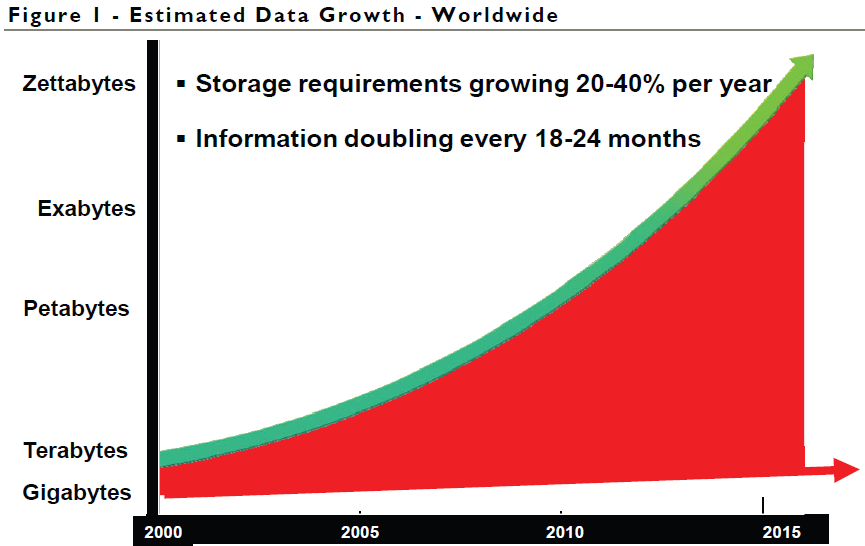 Figure 1 - Estimated Data Growth - Worldwide
Zettabytes
▪ Storage requirements growing 20-40% per year
▪ Information doubling every 18-24 months
Exabytes
Petabytes
Terabytes
Gigabytes
2000 2005 2010 2015